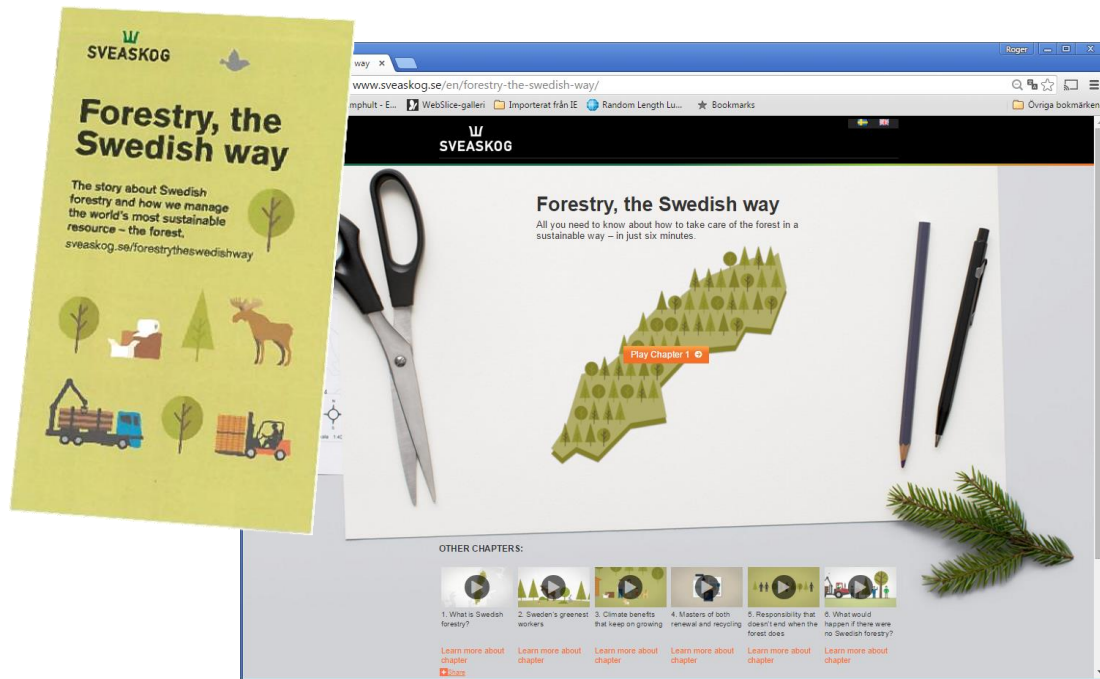 SVEASKOG
Forestry, the
Swedish way
The story about Swedish
forestry and how we manage
the world's most sustainable
resource – the forest.
sveaskog.se/forestrytheswedishway
Roger
way
www.sveaskog.se/en/forestry-the-swedish-way/
mphult - E...
WebSlice-galleri
Importerat från IE
Random Length Lu...
Bookmarks
Övriga bokmärken
SVEASKOG
Forestry, the Swedish way
All you need to know about how to take care of the forest in a
sustainable way – in just six minutes.
Play Chapter 1
OTHER CHAPTERS:
1. What is Swedish
forestry?
Learn more about
chapter
Share
2. Sweden's greenest
workers
Learn more about
chapter
3. Climate benefits
that keep on growing
Learn more about
chapter
4. Masters of both
renewal and recycling
Learn more about
chapter
5. Responsibility that
doesn't end when the
forest does
Learn more about
chapter
6. What would
happen if there were
no Swedish forestry?
Learn more about
chapter